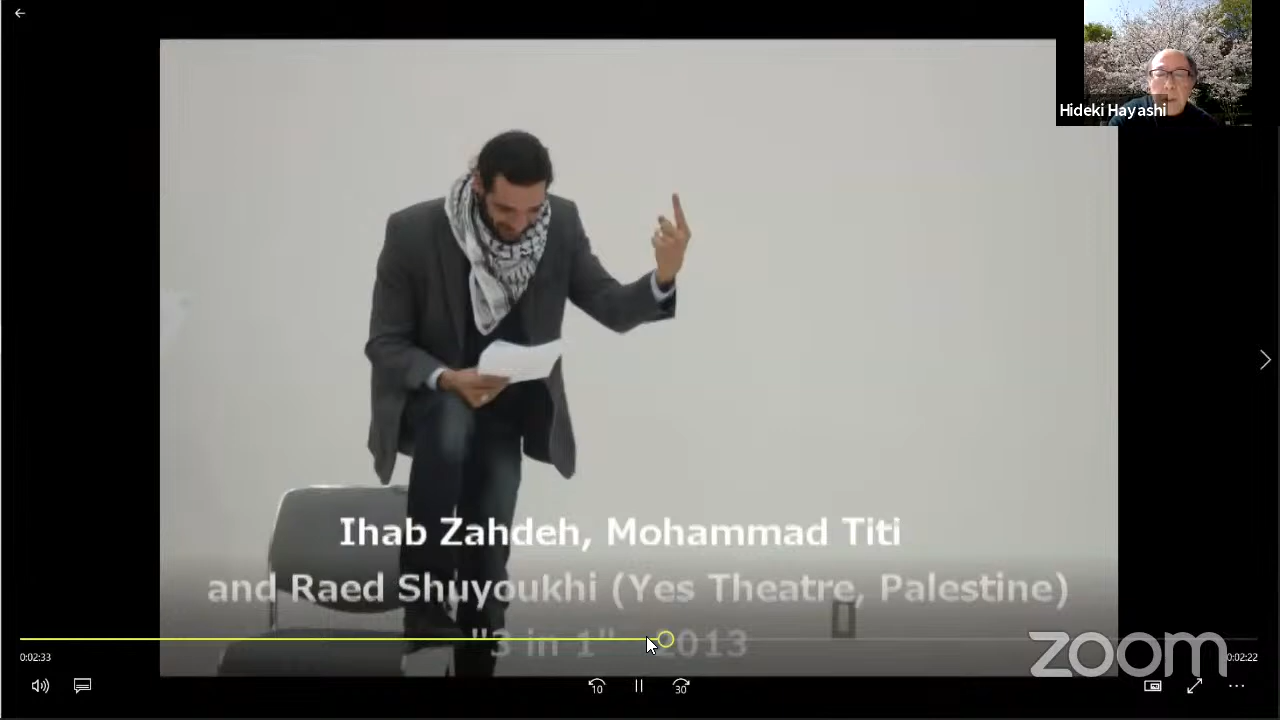 Hideki Hayashi
Ihab Zahdeh, Mohammad Titi
and Raed Shuyoukhi (Yes Theatre, Palestine)
"3 in 1" 2013
zoom
0:02:33
0:02:22
10
30